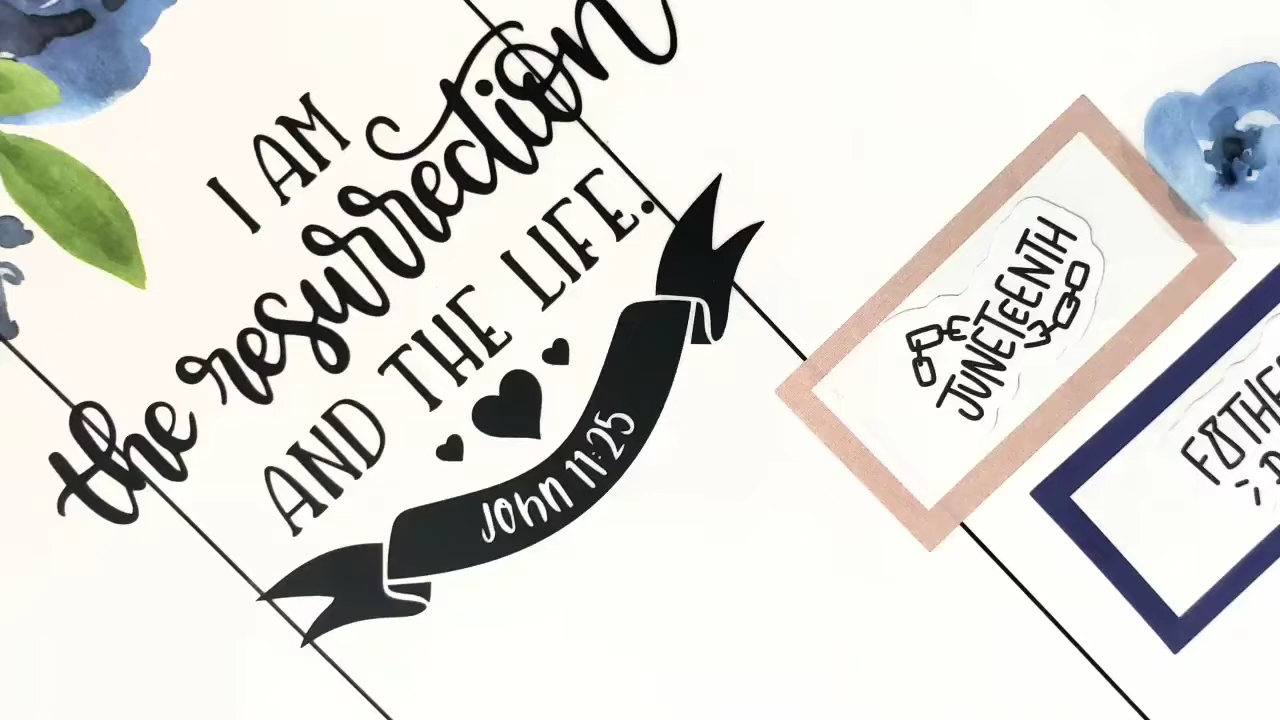 I AM
the resurrection
AND THE LIFE.
John 11:25
JUNETEENTH